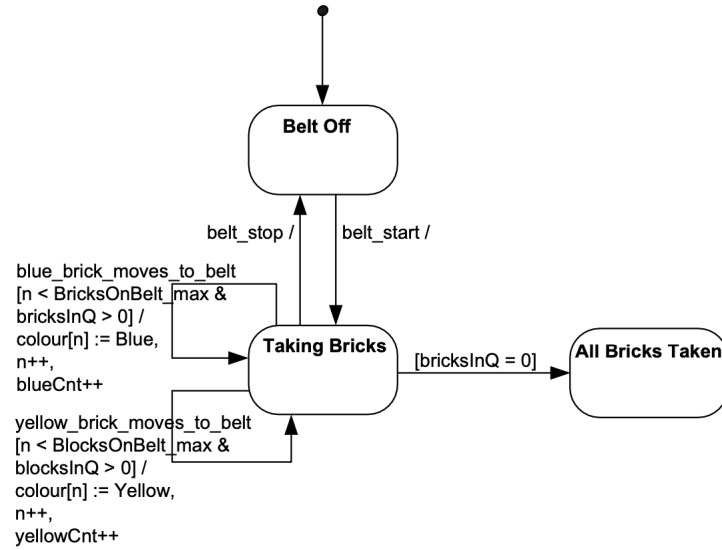 Belt Off
belt_stop /
belt_start /
blue_brick_moves_to_belt
[n < BricksOnBelt_max &
bricksInQ > 0] /
colour[n] := Blue,
n++,
blueCnt++
Taking Bricks
[bricksInQ = 0]
All Bricks Taken
yellow_brick_moves_to_belt
[n < BlocksOnBelt_max &
blocksInQ > 0] /
colour[n] := Yellow,
n++,
yellowCnt++